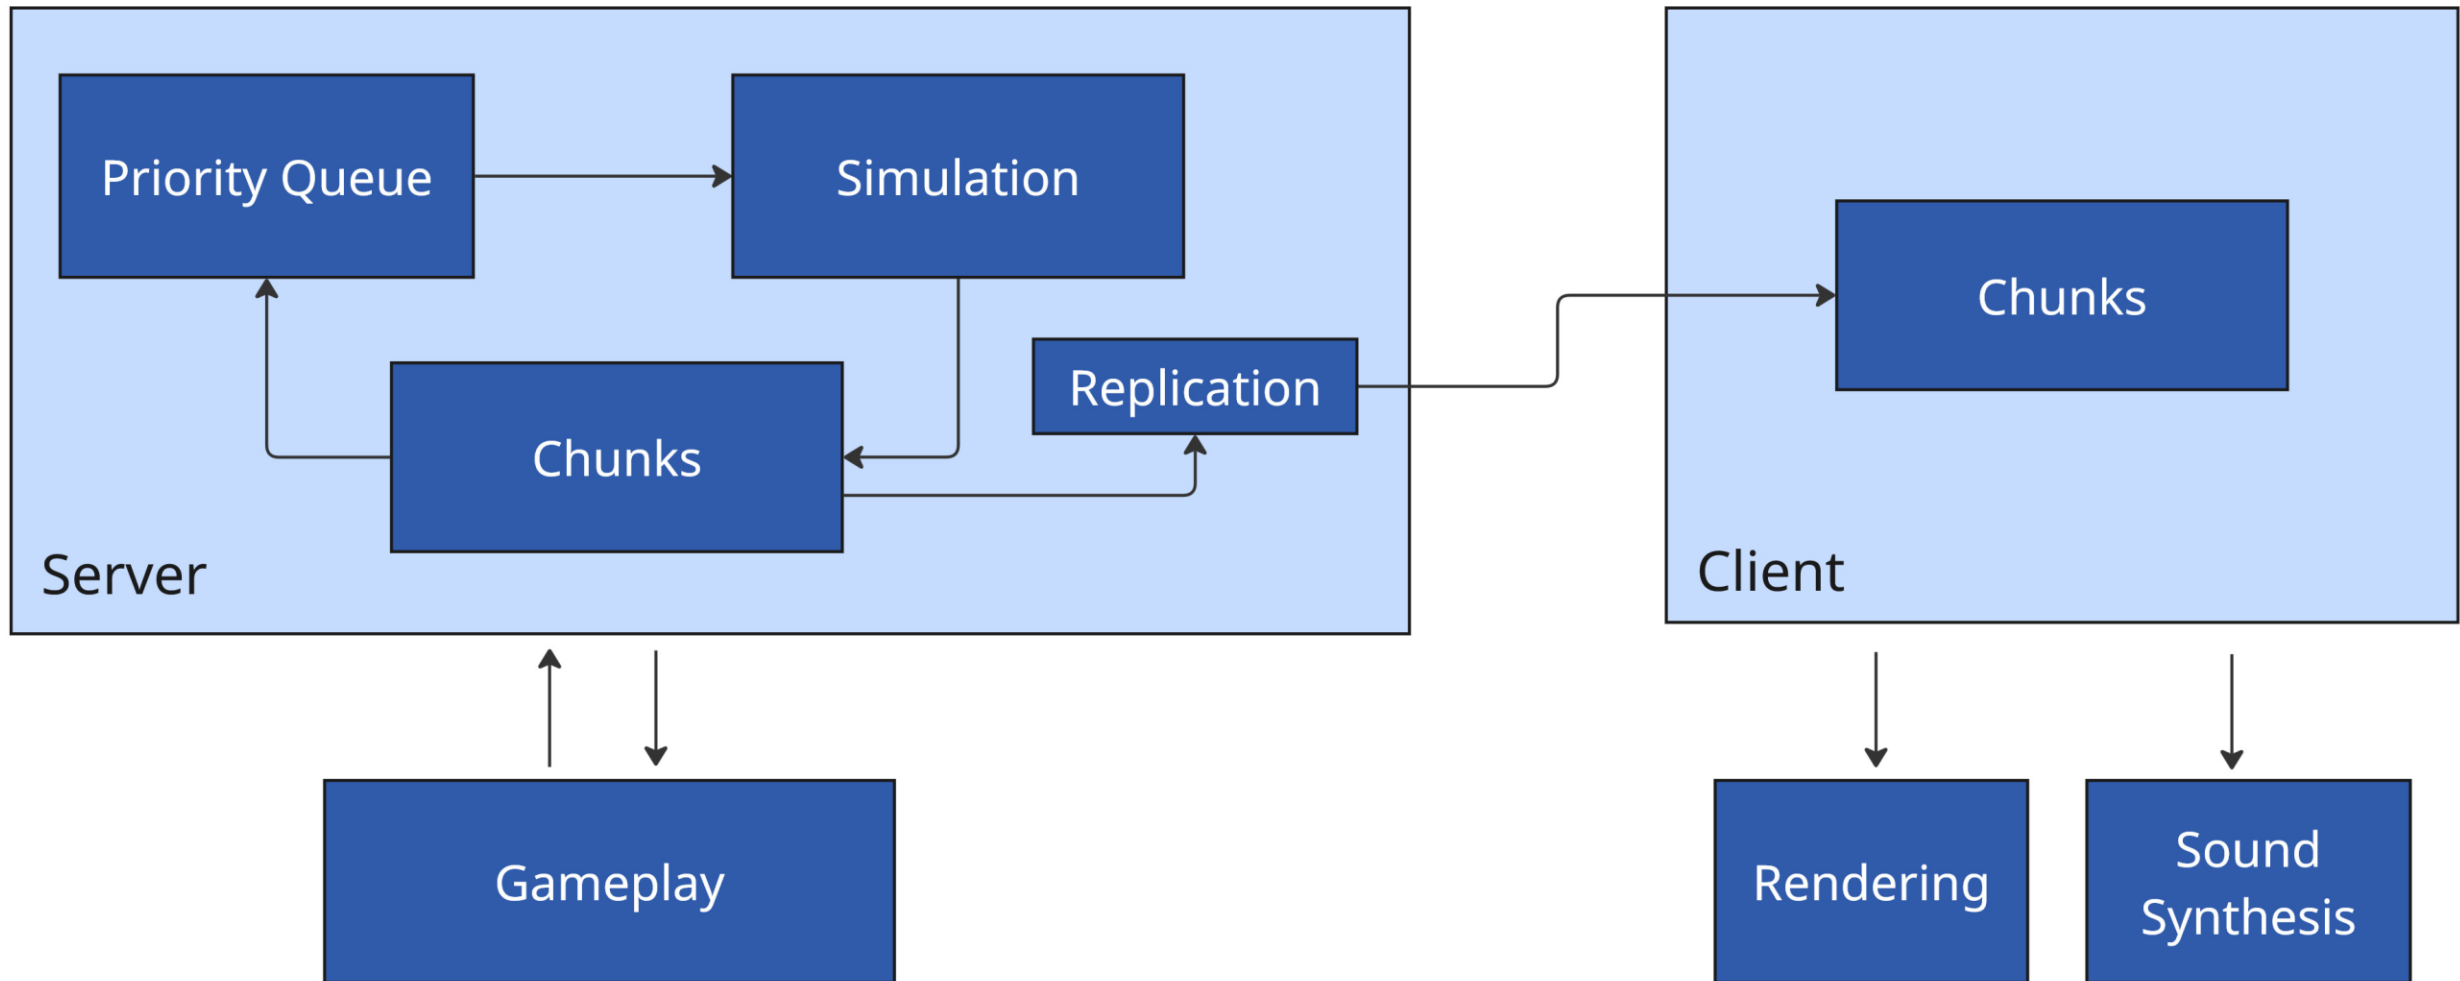 Priority Queue
Simulation
Replication
Chunks
Server
Chunks
Client
Gameplay
Rendering
Sound
Synthesis